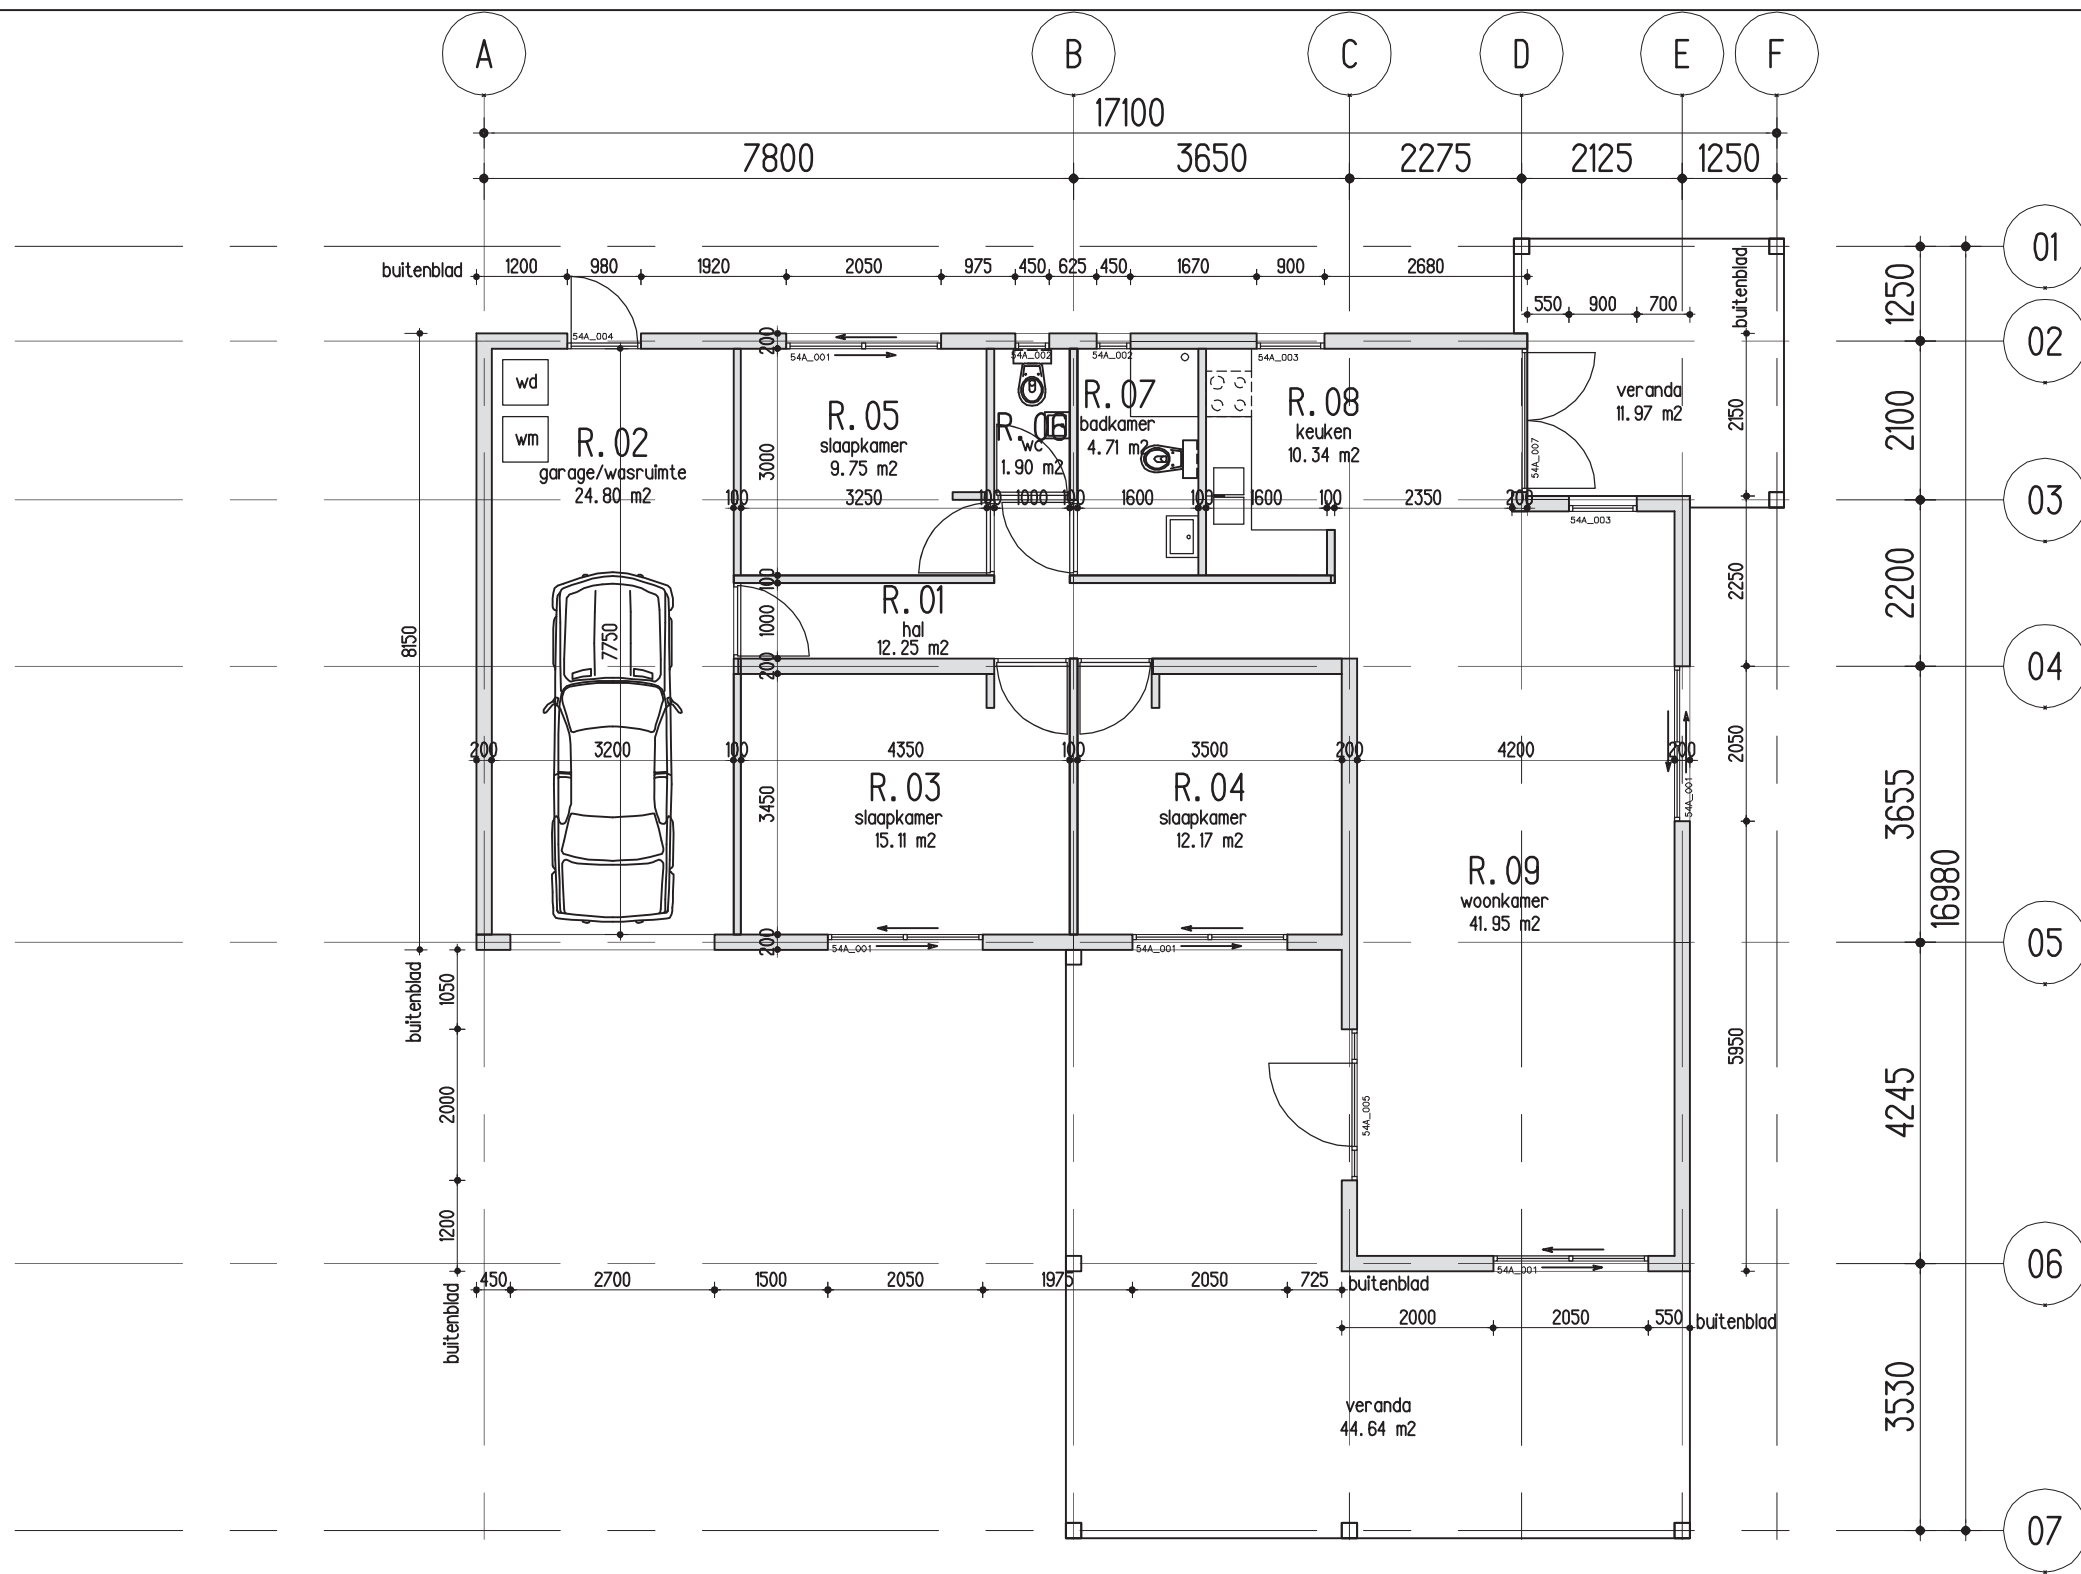 A B C D E F
17100
7800 3650 2275 2125 1250
01
buitenblad 1200 980 1920 2050 975 450 625 450 1670 900 2680
buitenblad
1250
550 900 700
54A_004 200 54A_001 54A_002 54A_002 54A_003
02
wd
wm
R.02
garage/wasruimte
24.80 m2
R.05
slaapkamer
9.75 m2
3000
R.06
wc
1.90 m2
R.07
badkamer
4.71 m2
R.08
keuken
10.34 m2
54A_007
veranda
11.97 m2
2150
2100
100 3250 100 1000 100 1600 100 1600 100 2350 200
54A_003
03
8150
7750
100
1000
200
R.01
hal
12.25 m2
2250
2200
04
200 3200 100 4350 100 3500 200 4200 200
2050
54A_001
3450
R.03
slaapkamer
15.11 m2
R.04
slaapkamer
12.17 m2
R.09
woonkamer
41.95 m2
3655
16980
200 54A_001 54A_001
05
buitenblad
1050
2000
1200
54A_005
5950
4245
54A_001
06
450 2700 1500 2050 1975 2050 725 buitenblad
buitenblad
2000 2050 550 buitenblad
veranda
44.64 m2
3530
07